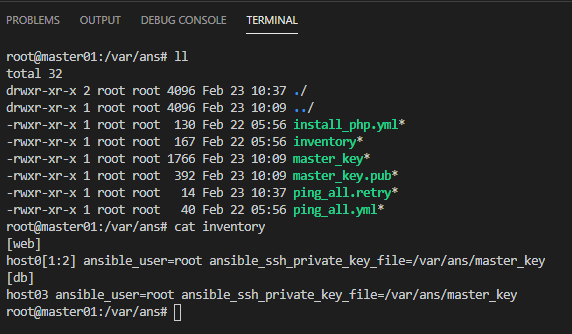 PROBLEMS OUTPUT DEBUG CONSOLE TERMINAL
root@master01:/var/ans# ll
total 32
drwxr-xr-x 2 root root 4096 Feb 23 10:37 ./
drwxr-xr-x 1 root root 4096 Feb 23 10:09 ../
-rwxr-xr-x 1 root root  130 Feb 22 05:56 install_php.yml*
-rwxr-xr-x 1 root root  167 Feb 22 05:56 inventory*
-rwxr-xr-x 1 root root 1766 Feb 23 10:09 master_key*
-rwxr-xr-x 1 root root  392 Feb 23 10:09 master_key.pub*
-rwxr-xr-x 1 root root   14 Feb 23 10:37 ping_all.retry*
-rwxr-xr-x 1 root root   40 Feb 22 05:56 ping_all.yml*
root@master01:/var/ans# cat inventory
[web]
host0[1:2] ansible_user=root ansible_ssh_private_key_file=/var/ans/master_key
[db]
host03 ansible_user=root ansible_ssh_private_key_file=/var/ans/master_key
root@master01:/var/ans#